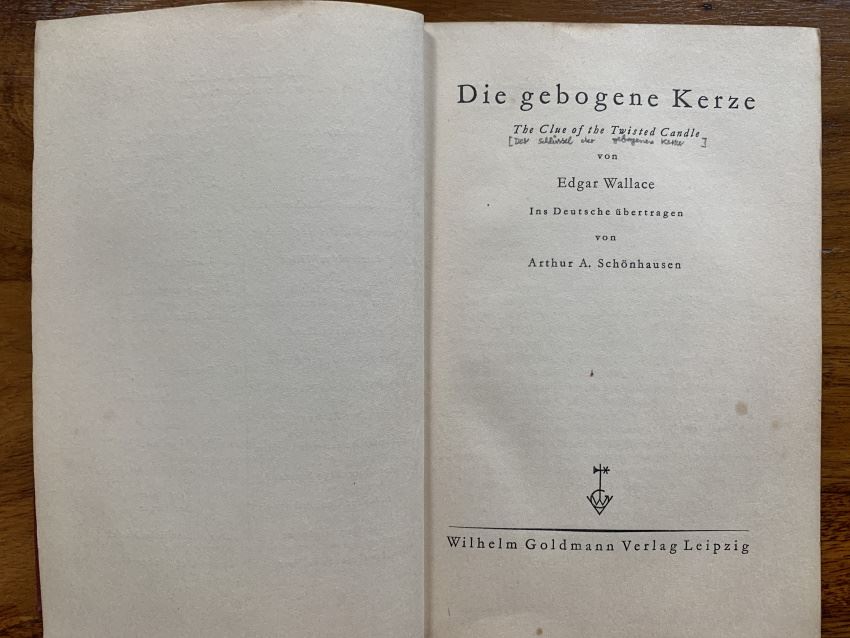 Die gebogene Kerze
The Clue of the Twisted Candle
[Der Schlüssel der gebogenen Kerze]
von
Edgar Wallace
Ins Deutsche übertragen
von
Arthur A. Schönhausen
Wilhelm Goldmann Verlag Leipzig